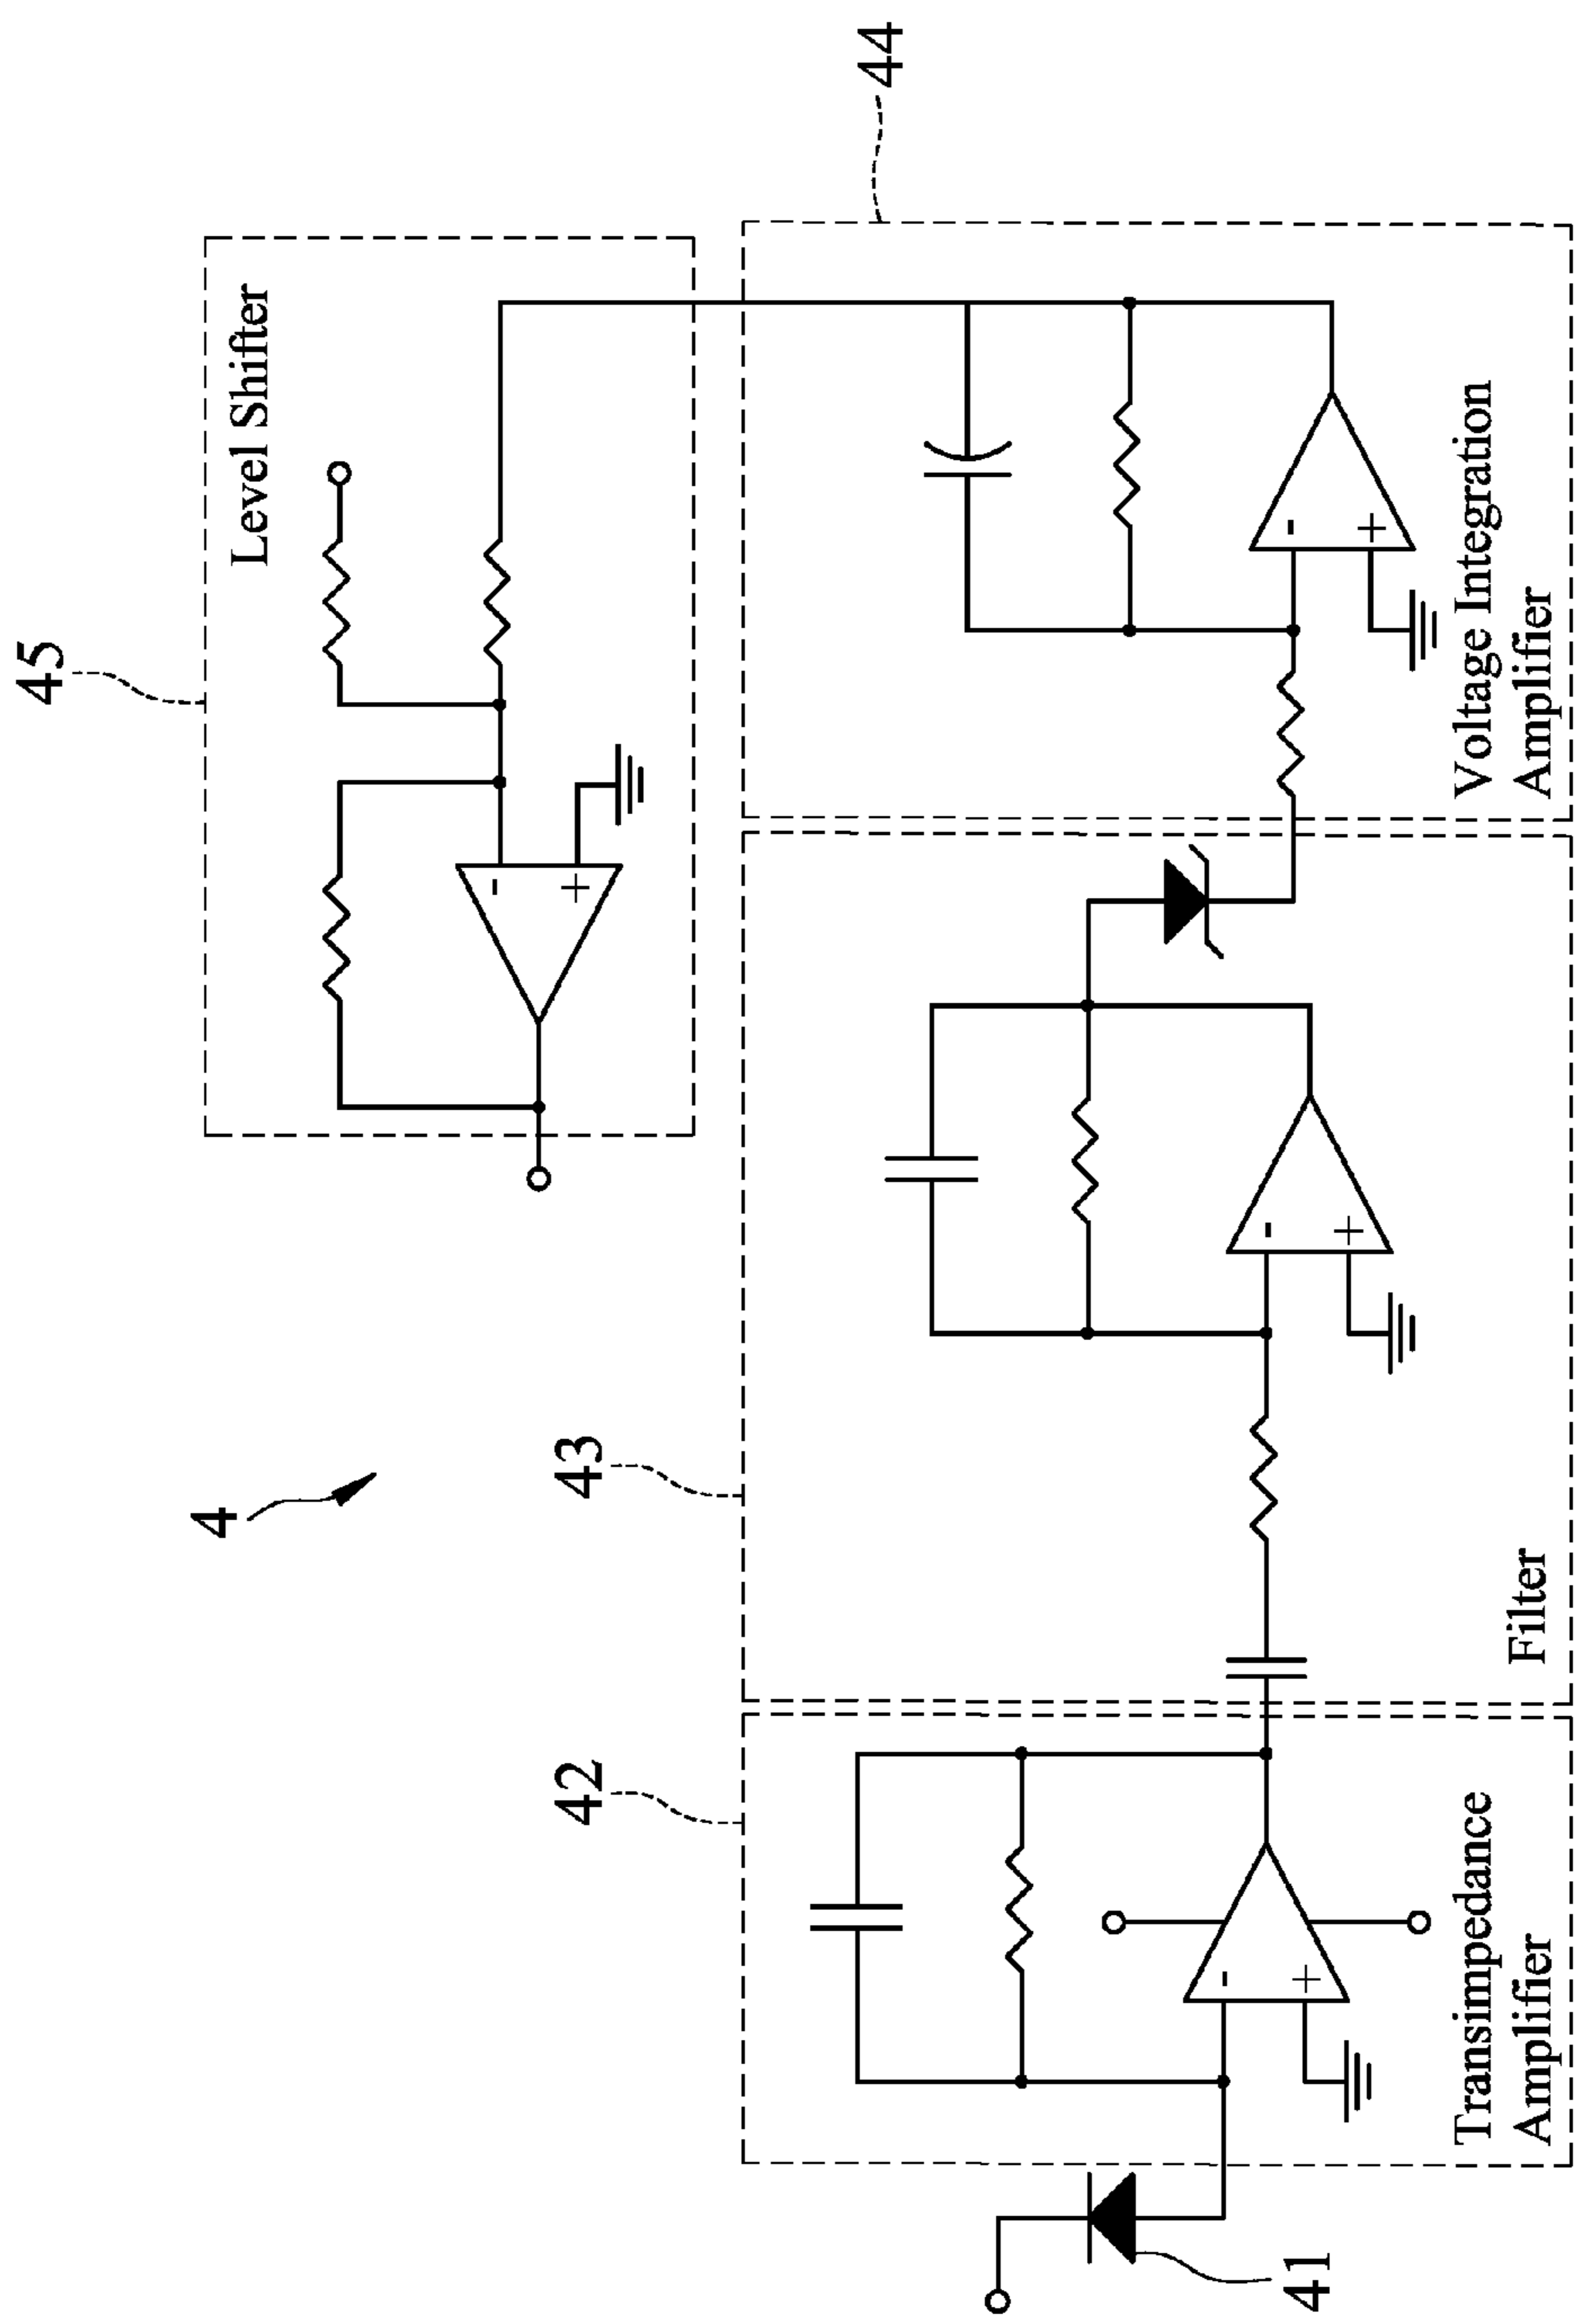 4
45
Level Shifter
41
42
43
44
Transimpedance
Amplifier
Filter
Voltage Integration
Amplifier
-
+
-
+
-
+
-
+